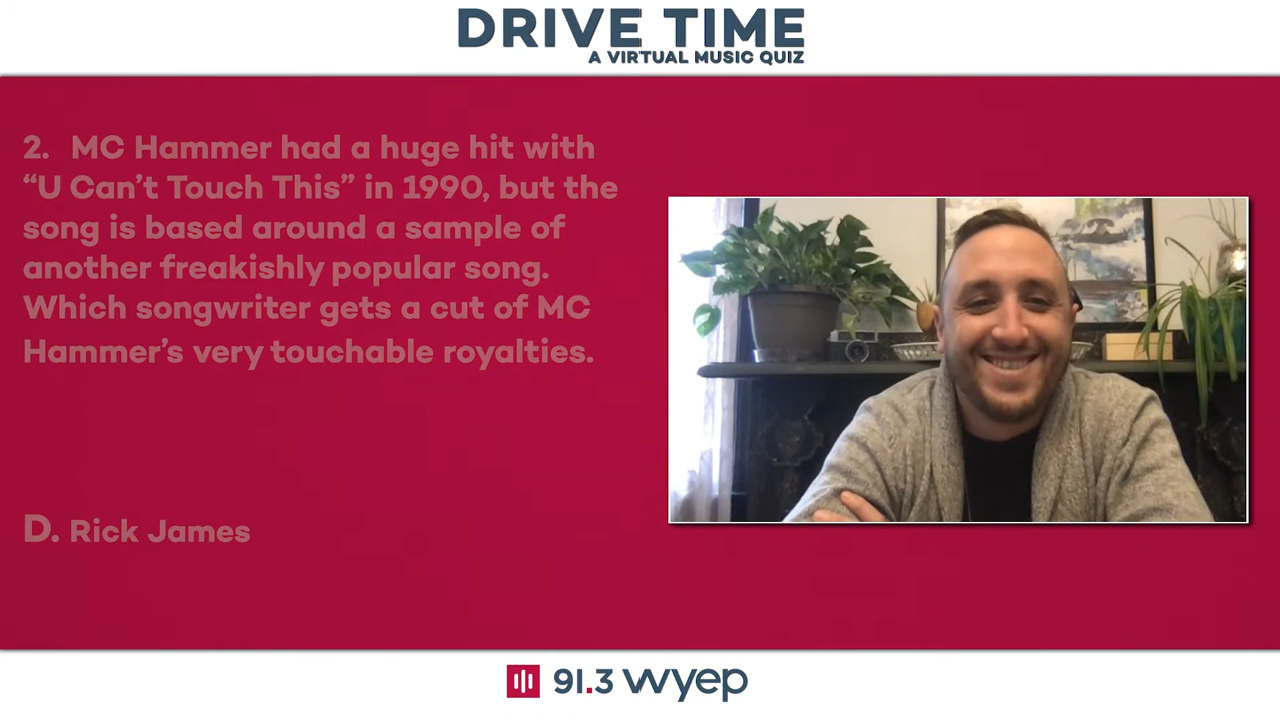 DRIVE TIME
A VIRTUAL MUSIC QUIZ
2. MC Hammer had a huge hit with
“U Can’t Touch This” in 1990, but the
song is based around a sample of
another freakishly popular song.
Which songwriter gets a cut of MC
Hammer’s very touchable royalties.
D. Rick James
91.3 wyep